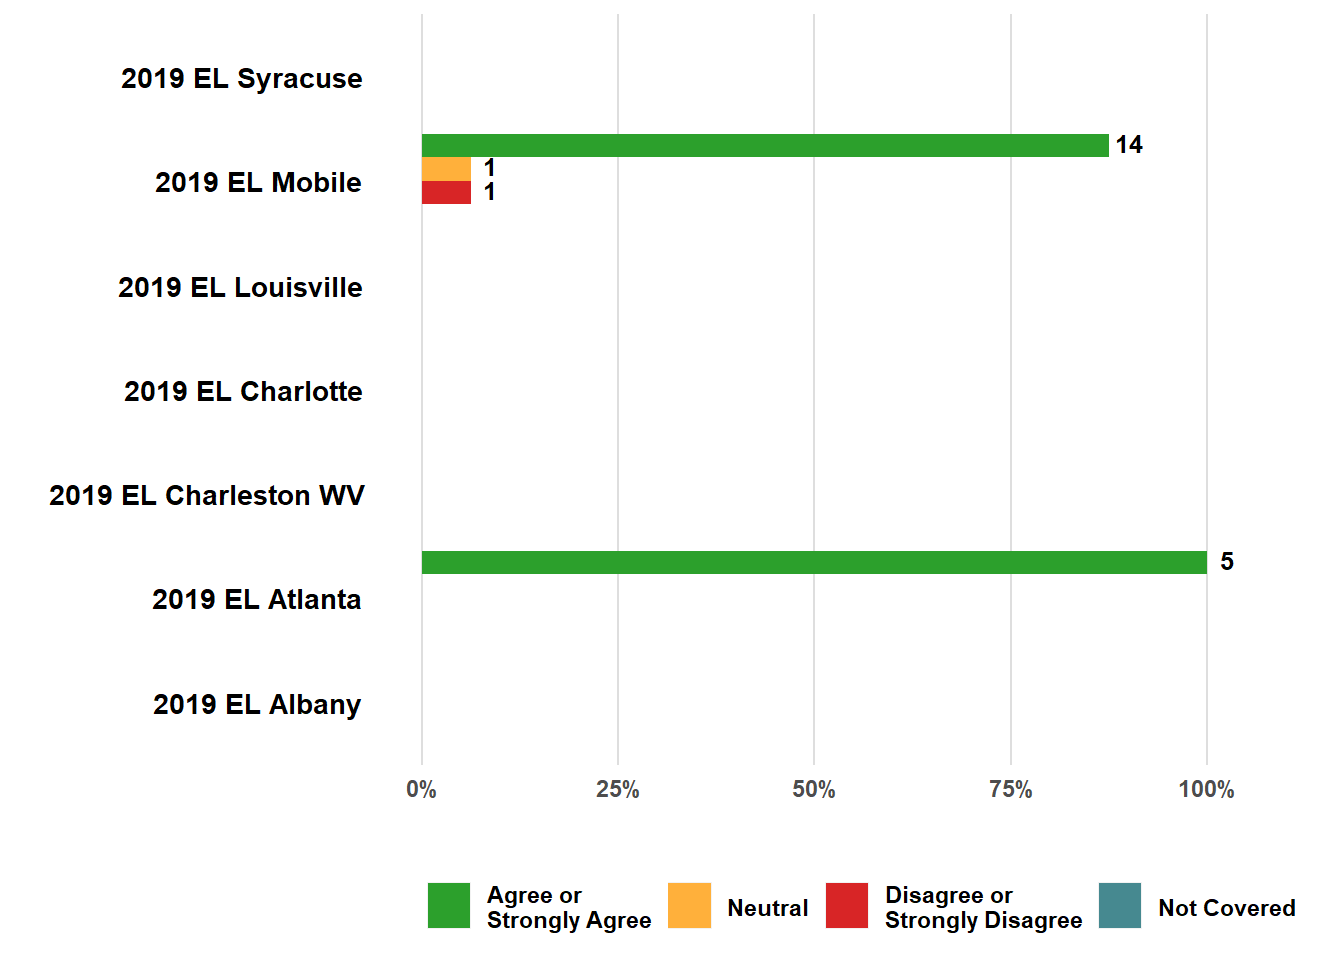 2019 EL Syracuse
14
1
2019 EL Mobile
1
2019 EL Louisville
2019 EL Charlotte
2019 EL Charleston WV
5
2019 EL Atlanta
2019 EL Albany
0% 25% 50% 75% 100%
Agree or
Strongly Agree
Neutral
Disagree or
Strongly Disagree
Not Covered